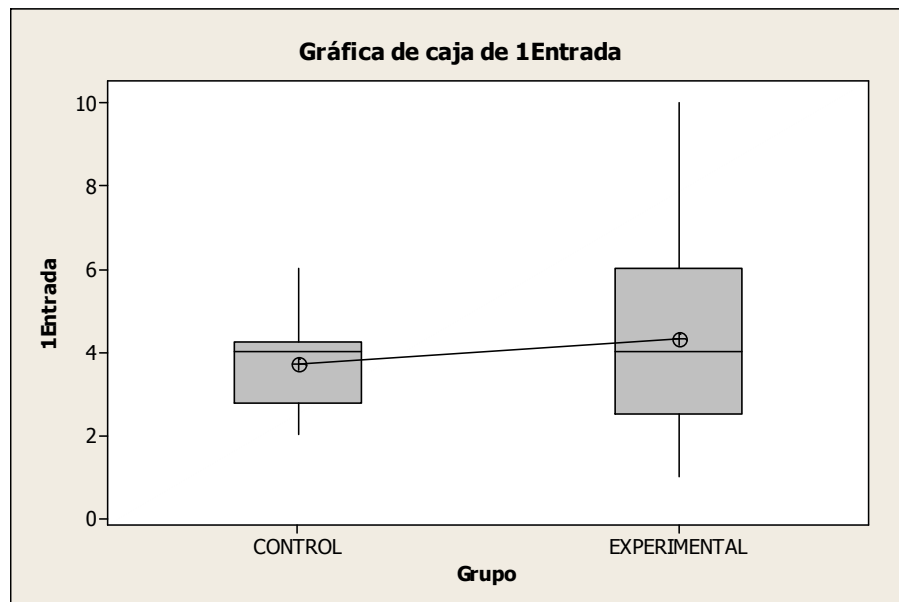 Gráfica de caja de 1Entrada
10
8
6
4
2
0
1Entrada
CONTROL
EXPERIMENTAL
Grupo